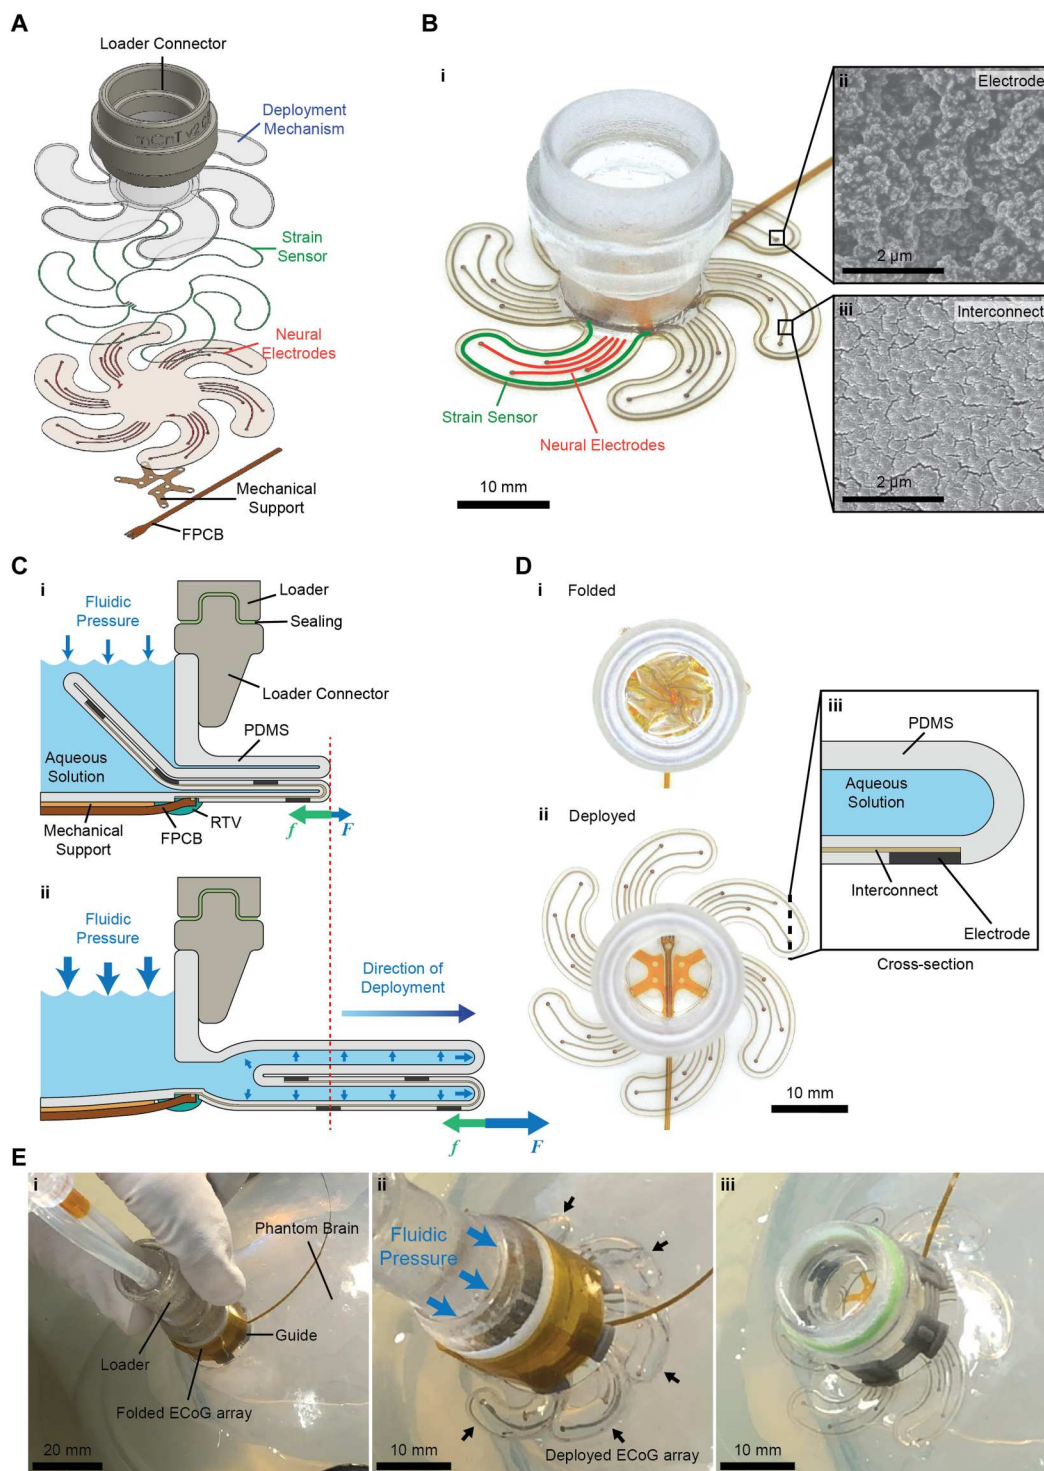 A
Loader Connector
Deployment
Mechanism
Strain
Sensor
Neural
Electrodes
Mechanical
Support
FPCB
B
i
Strain Sensor
Neural Electrodes
10 mm
ii
Electrode
2 µm
iii
Interconnect
2 µm
C
i
Fluidic
Pressure
Loader
Sealing
Loader Connector
PDMS
Aqueous
Solution
Mechanical
Support
FPCB
RTV
f
F
ii
Fluidic
Pressure
Direction of
Deployment
f
F
D
i
Folded
ii
Deployed
10 mm
iii
PDMS
Aqueous
Solution
Interconnect
Electrode
Cross-section
E
i
Phantom Brain
Guide
Loader
Folded ECoG array
20 mm
ii
Fluidic
Pressure
Deployed ECoG array
10 mm
iii
10 mm